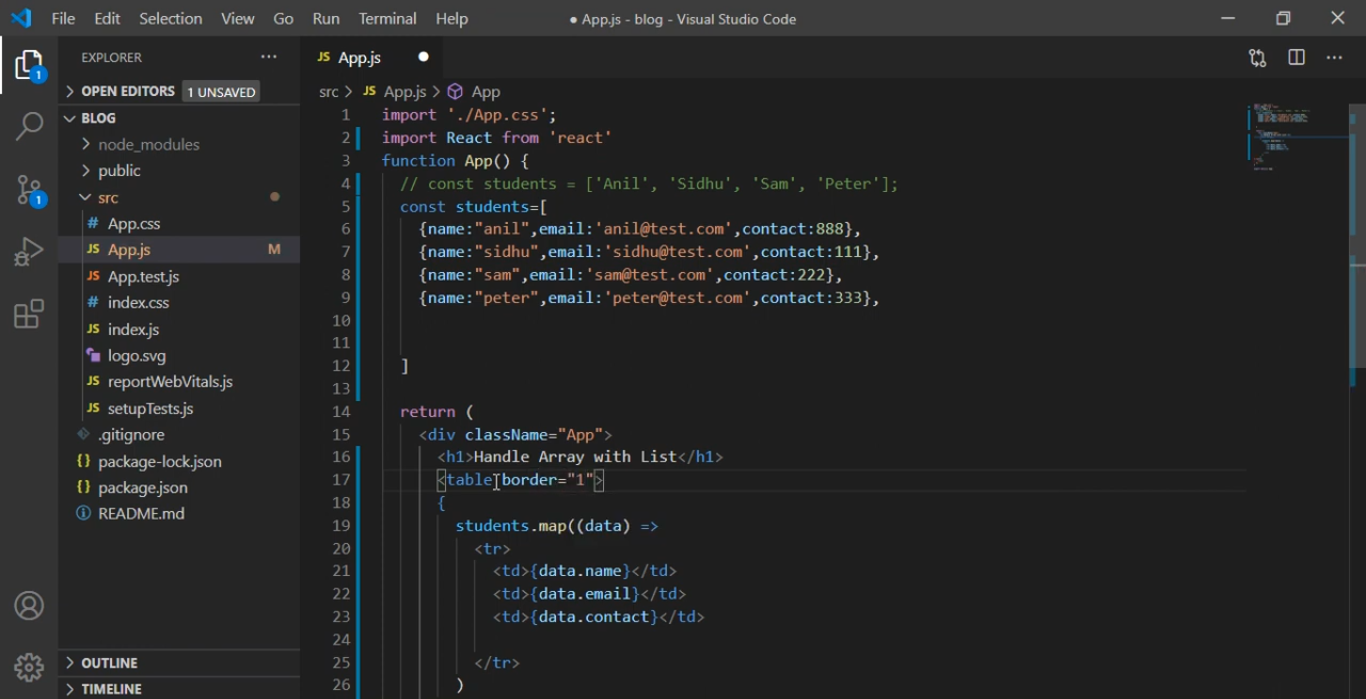 File Edit Selection View Go Run Terminal Help
● App.js - blog - Visual Studio Code
1
1
EXPLORER
OPEN EDITORS 1 UNSAVED
BLOG
node_modules
public
src
# App.css
JS App.js M
JS App.test.js
# index.css
JS index.js
logo.svg
JS reportWebVitals.js
JS setupTests.js
.gitignore
{} package-lock.json
{} package.json
README.md
OUTLINE
TIMELINE
JS App.js ●
src > JS App.js > App
1 import './App.css';
2 import React from 'react'
3 function App() {
4 // const students = ['Anil', 'Sidhu', 'Sam', 'Peter'];
5 const students=[
6 {name:"anil",email:'anil@test.com',contact:888},
7 {name:"sidhu",email:'sidhu@test.com',contact:111},
8 {name:"sam",email:'sam@test.com',contact:222},
9 {name:"peter",email:'peter@test.com',contact:333},
10
11
12 ]
13
14 return (
15 <div className="App">
16 <h1>Handle Array with List</h1>
17 <table border="1">
18 {
19 students.map((data) =>
20 <tr>
21 <td>{data.name}</td>
22 <td>{data.email}</td>
23 <td>{data.contact}</td>
24
25 </tr>
26 )